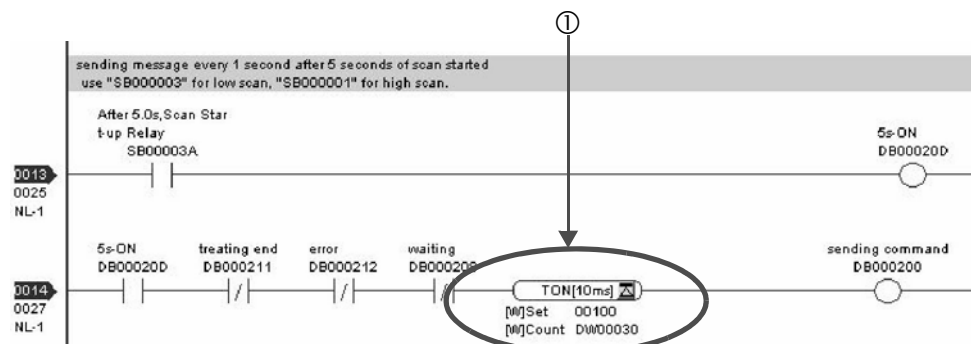 ①
sending message every 1 second after 5 seconds of scan started
use "SB000003" for low scan, "SB000001" for high scan.
After 5.0s,Scan Star
t-up Relay
SB00003A
5s-ON
DB00020D
0013
0025
NL-1
5s-ON
DB00020D
treating end
DB000211
error
DB000212
waiting
DB000208
TON[10ms]
sending command
DB000200
0014
0027
NL-1
[W]Set 00100
[W]Count DW00030